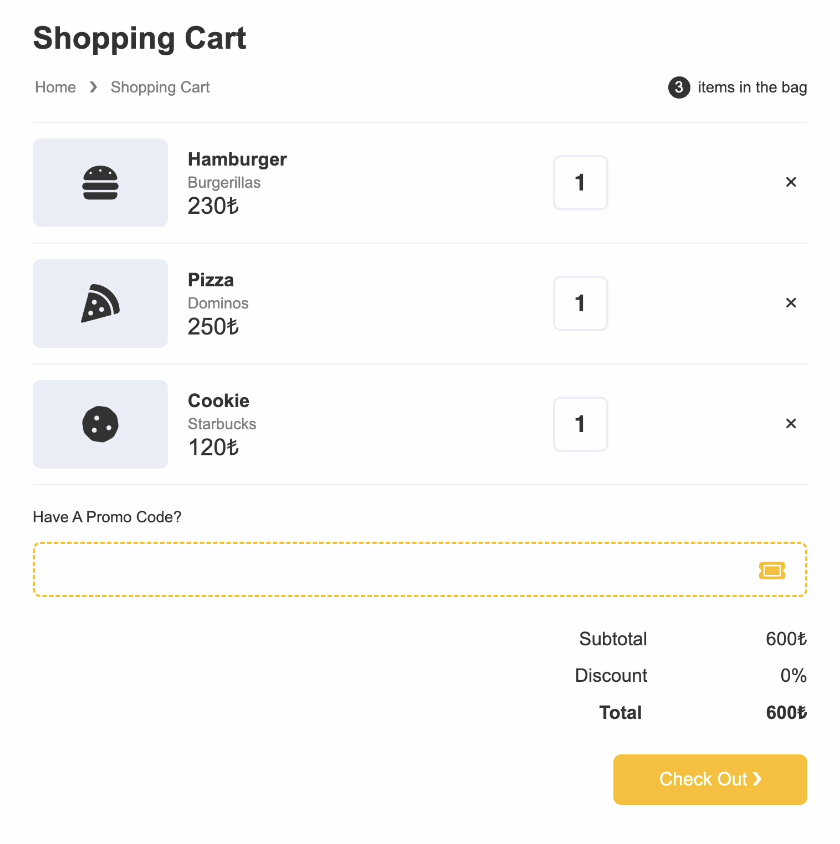 Shopping Cart
Home ❯ Shopping Cart
3 items in the bag
Hamburger
Burgerillas
230₺
1
×
Pizza
Dominos
250₺
1
×
Cookie
Starbucks
120₺
1
×
Have A Promo Code?
Subtotal 600₺
Discount 0%
Total 600₺
Check Out ❯